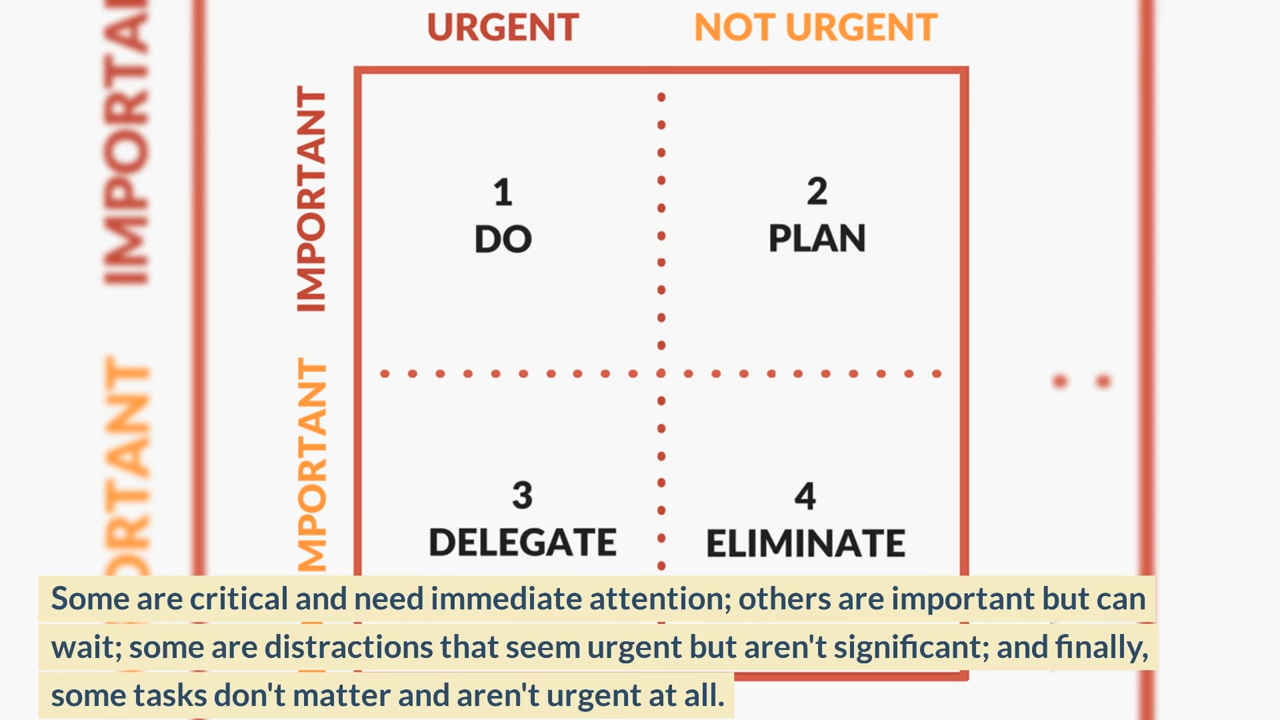 URGENT NOT URGENT
IMPORTANT
1
DO
2
PLAN
IMPORTANT
3
DELEGATE
4
ELIMINATE
Some are critical and need immediate attention; others are important but can
wait; some are distractions that seem urgent but aren't significant; and finally,
some tasks don't matter and aren't urgent at all.